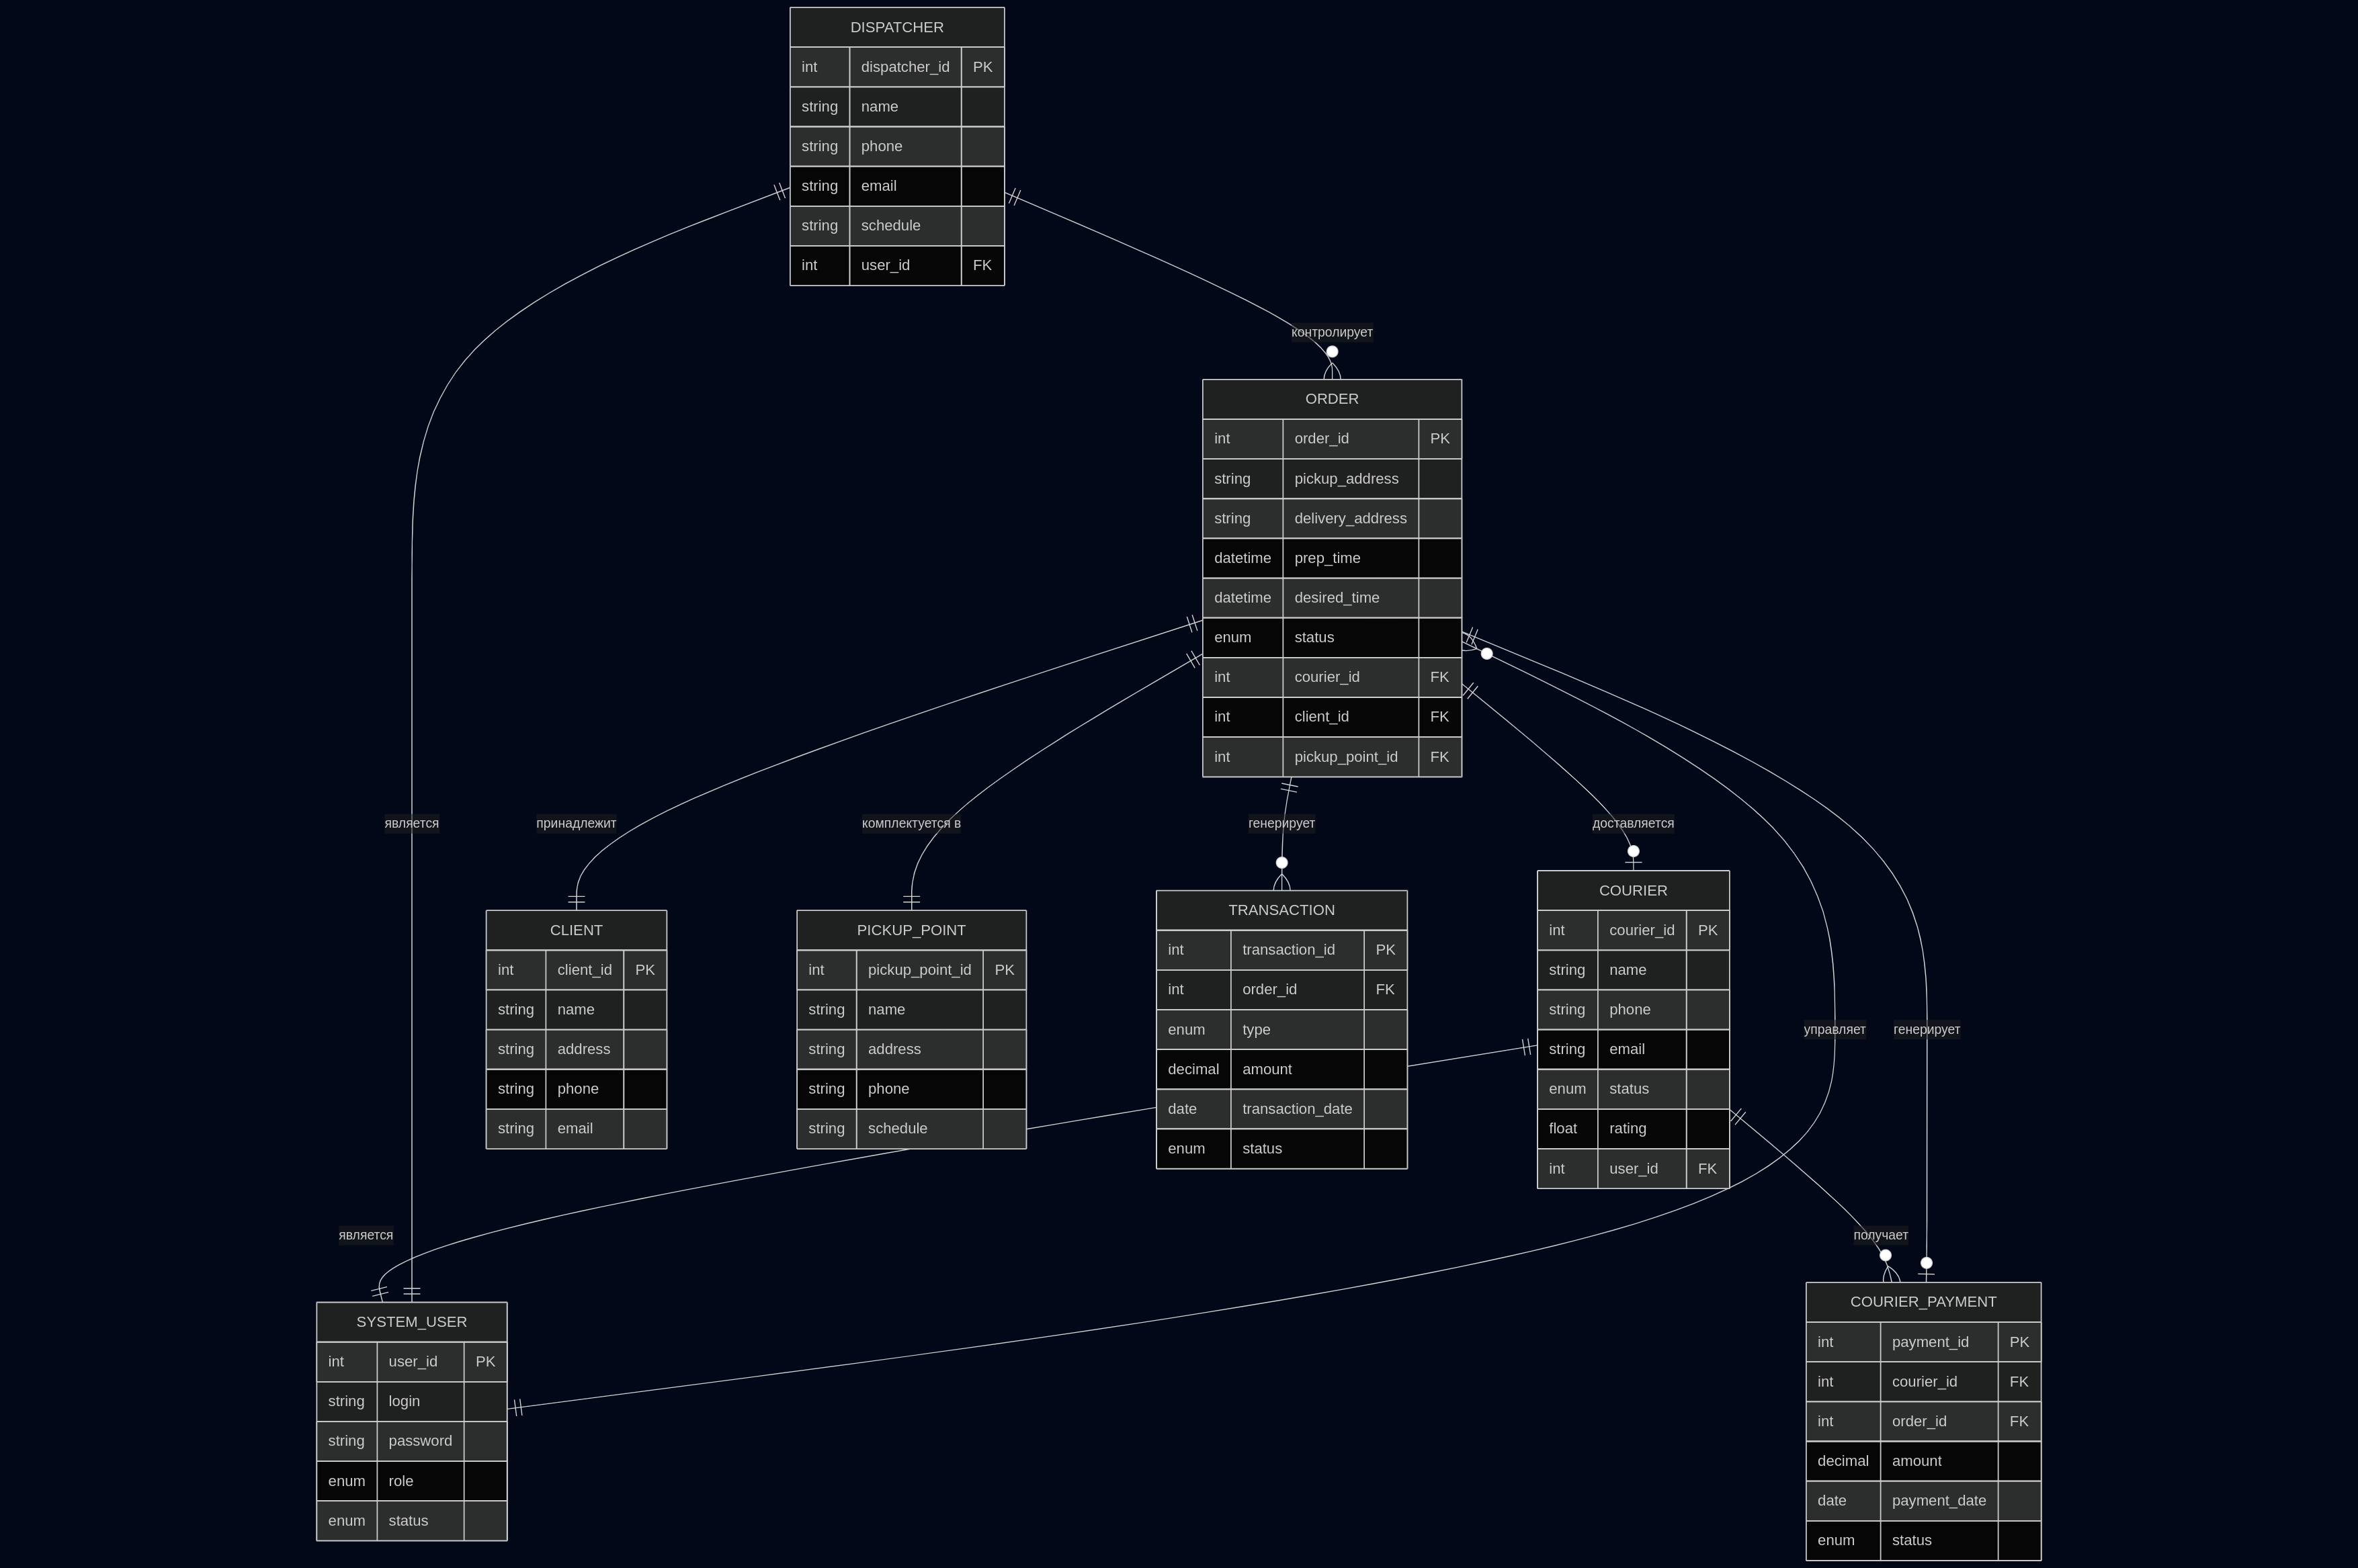 DISPATCHER
int dispatcher_id PK
string name
string phone
string email
string schedule
int user_id FK
контролирует
ORDER
int order_id PK
string pickup_address
string delivery_address
datetime prep_time
datetime desired_time
enum status
int courier_id FK
int client_id FK
int pickup_point_id FK
является
принадлежит
комплектуется в
генерирует
доставляется
CLIENT
int client_id PK
string name
string address
string phone
string email
PICKUP_POINT
int pickup_point_id PK
string name
string address
string phone
string schedule
TRANSACTION
int transaction_id PK
int order_id FK
enum type
decimal amount
date transaction_date
enum status
COURIER
int courier_id PK
string name
string phone
string email
enum status
float rating
int user_id FK
управляет
генерирует
является
получает
SYSTEM_USER
int user_id PK
string login
string password
enum role
enum status
COURIER_PAYMENT
int payment_id PK
int courier_id FK
int order_id FK
decimal amount
date payment_date
enum status